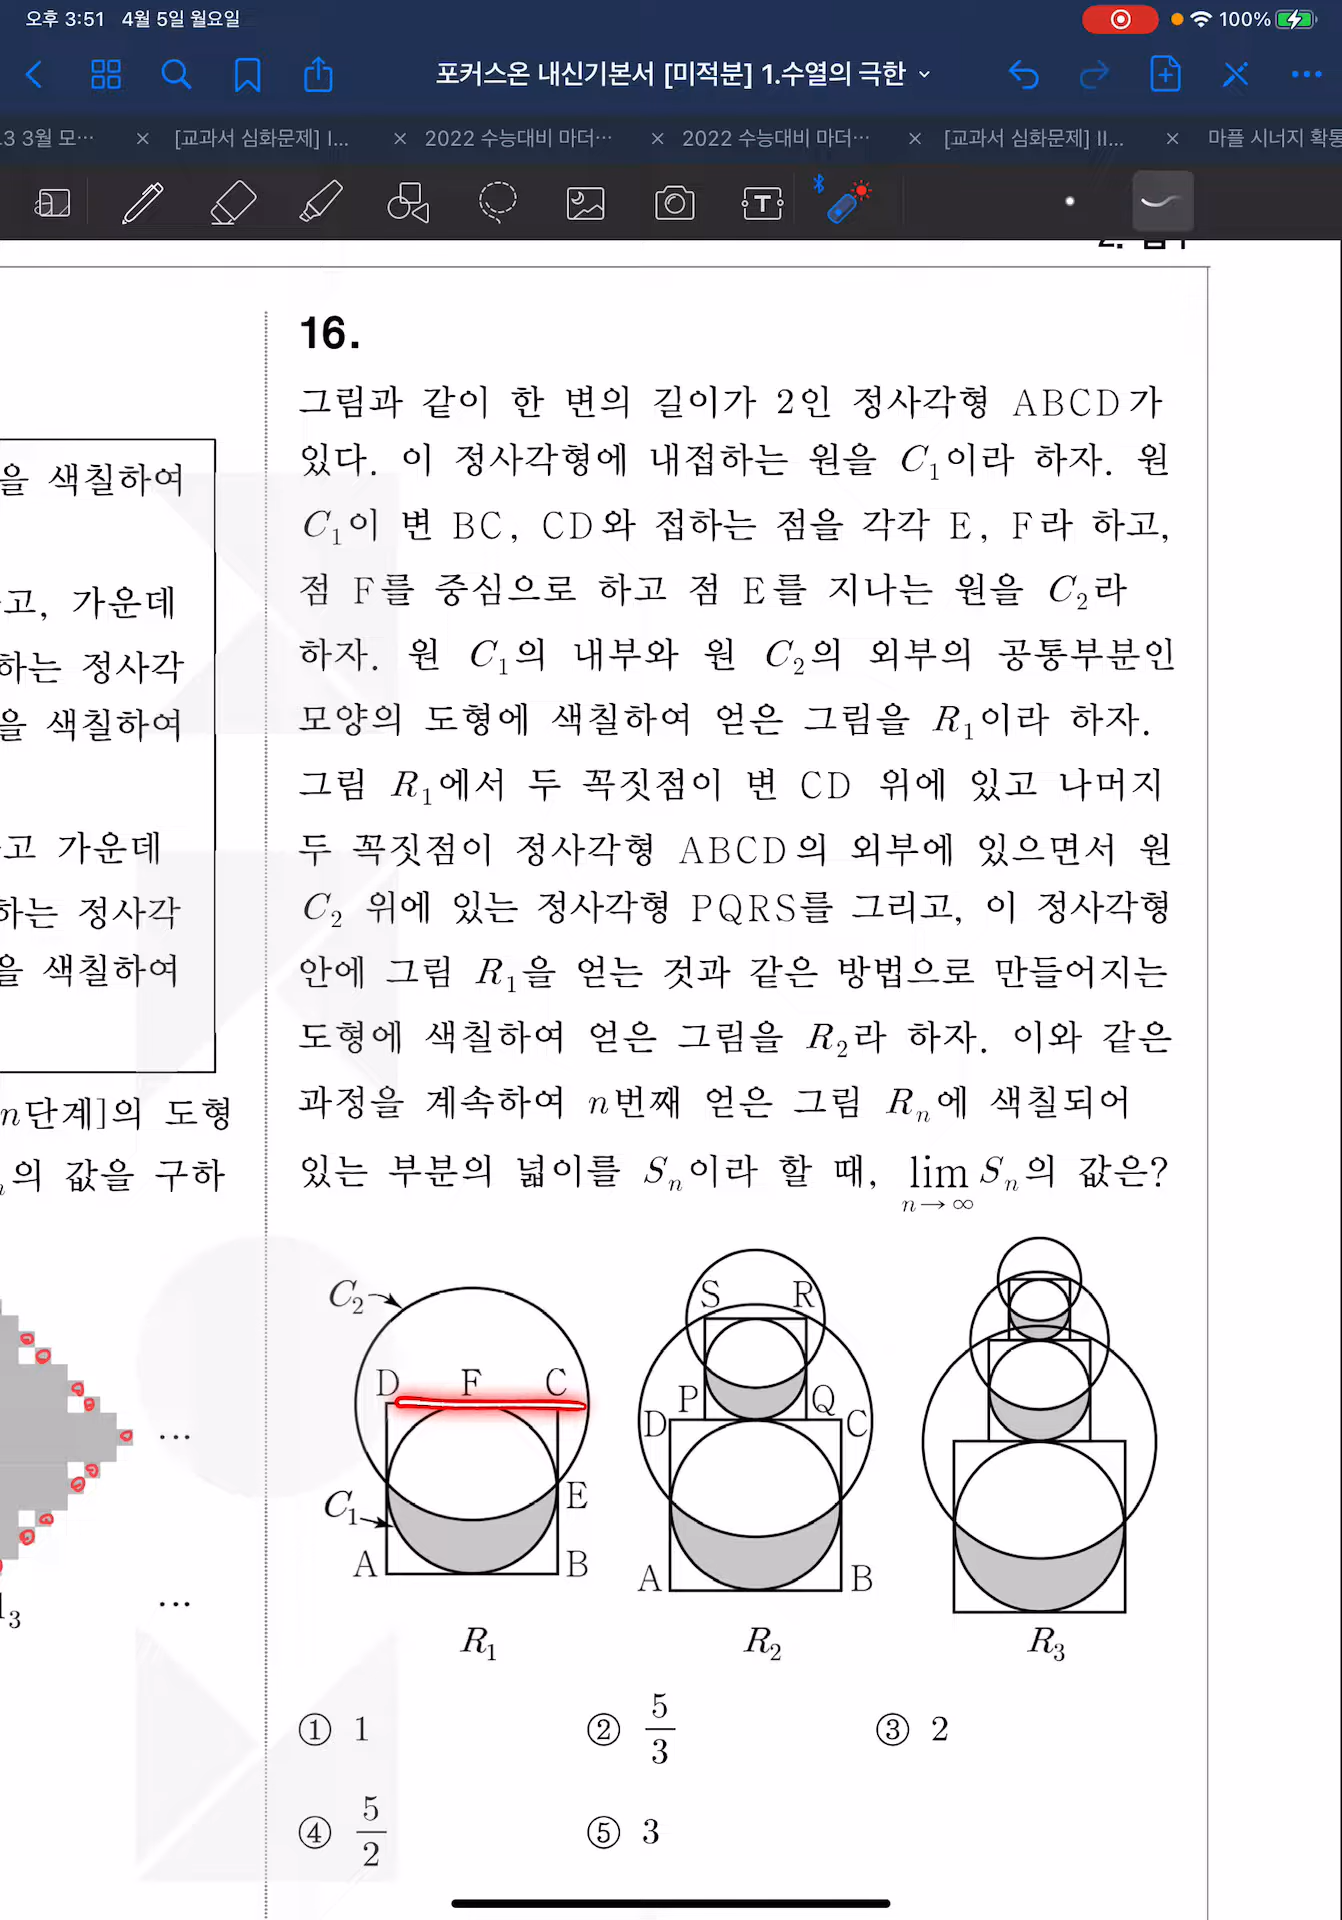 오후 3:51 4월 5일 월요일
100%
포커스온 내신기본서 [미적분] 1.수열의 극한
3 3월 모… × [교과서 심화문제] I... × 2022 수능대비 마더… × 2022 수능대비 마더… × [교과서 심화문제] II... × 마플 시너지 확통
16.
그림과 같이 한 변의 길이가 2인 정사각형 ABCD가
있다. 이 정사각형에 내접하는 원을 C₁이라 하자. 원
C₁이 변 BC, CD와 접하는 점을 각각 E, F라 하고,
점 F를 중심으로 하고 점 E를 지나는 원을 C₂라
하자. 원 C₁의 내부와 원 C₂의 외부의 공통부분인
모양의 도형에 색칠하여 얻은 그림을 R₁이라 하자.
그림 R₁에서 두 꼭짓점이 변 CD 위에 있고 나머지
두 꼭짓점이 정사각형 ABCD의 외부에 있으면서 원
C₂ 위에 있는 정사각형 PQRS를 그리고, 이 정사각형
안에 그림 R₁을 얻는 것과 같은 방법으로 만들어지는
도형에 색칠하여 얻은 그림을 R₂라 하자. 이와 같은
과정을 계속하여 n번째 얻은 그림 Rₙ에 색칠되어
있는 부분의 넓이를 Sₙ이라 할 때, lim n→∞ Sₙ의 값은?
을 색칠하여
고, 가운데
하는 정사각
을 색칠하여
고 가운데
하는 정사각
을 색칠하여
n단계]의 도형
의 값을 구하
…
3 …
C₂
D F C
C₁ E
A B
R₁
S R
P Q
D C
A B
R₂
R₃
① 1 ② 5/3 ③ 2
④ 5/2 ⑤ 3